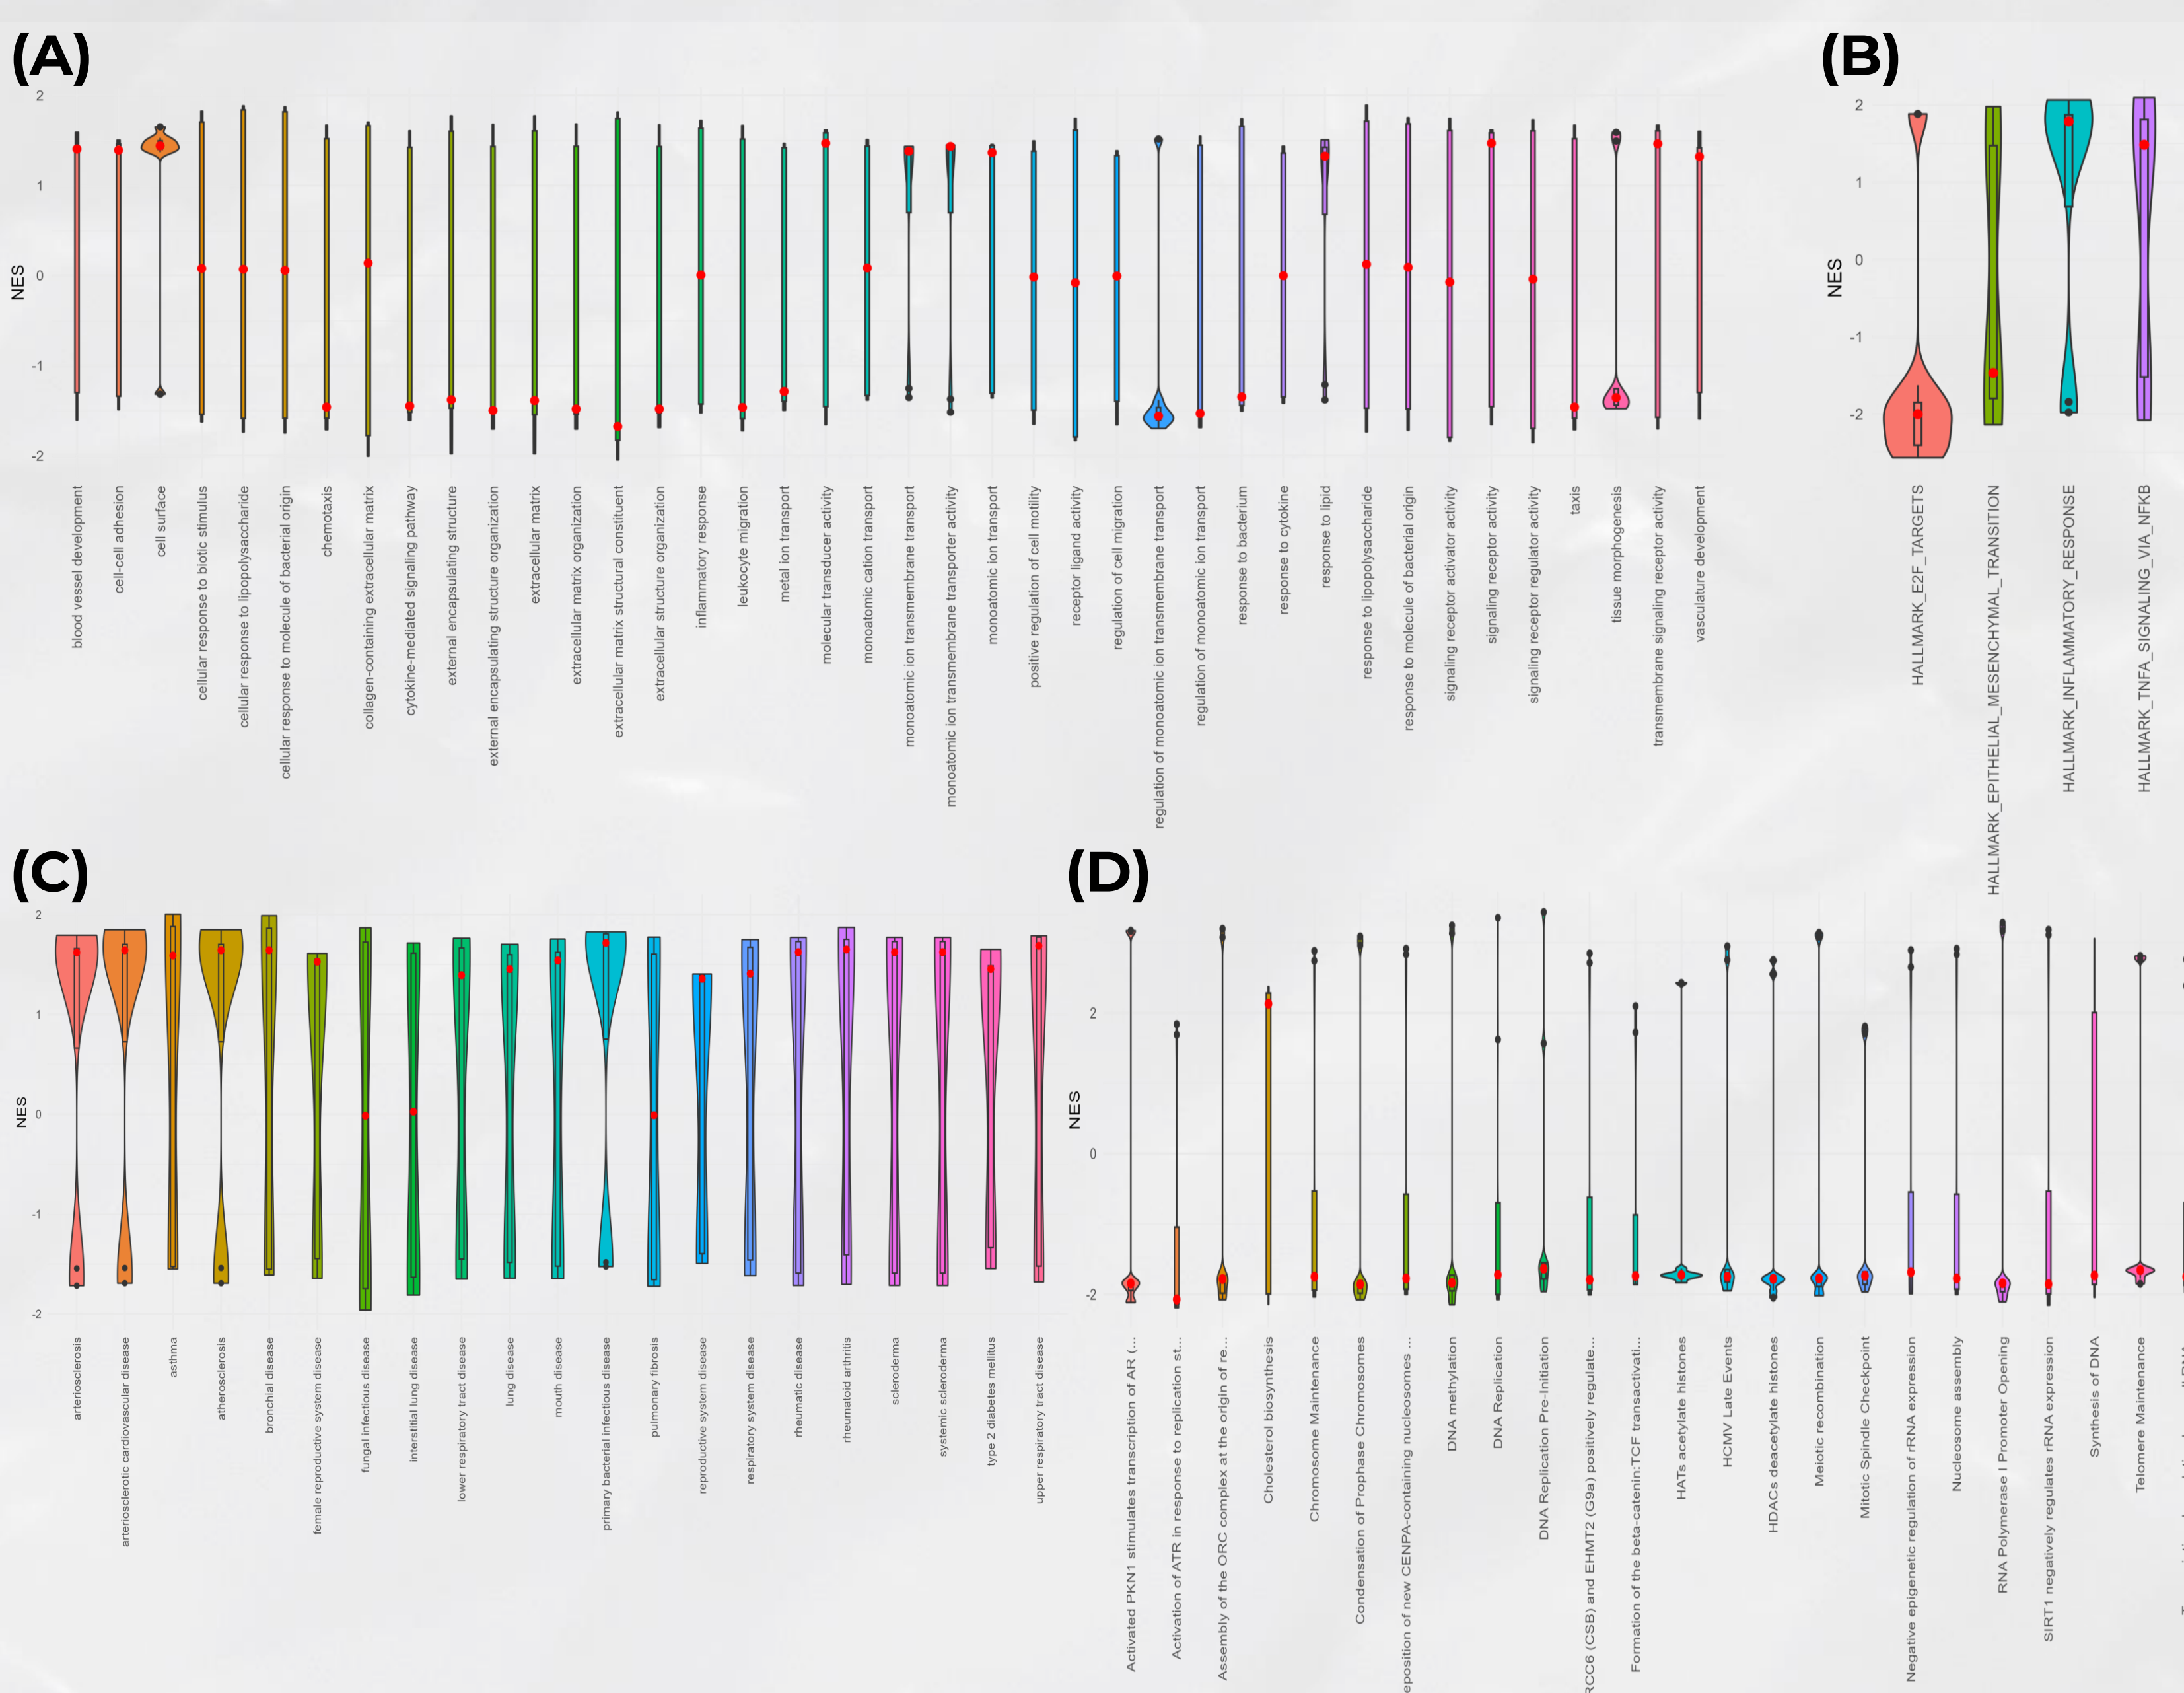 (A)
2
1
0
-1
-2
NES
blood vessel development
cell-cell adhesion
cell surface
cellular response to biotic stimulus
cellular response to lipopolysaccharide
cellular response to molecule of bacterial origin
chemotaxis
collagen-containing extracellular matrix
cytokine-mediated signaling pathway
external encapsulating structure
external encapsulating structure organization
extracellular matrix
extracellular matrix organization
extracellular matrix structural constituent
extracellular structure organization
inflammatory response
leukocyte migration
metal ion transport
molecular transducer activity
monoatomic cation transport
monoatomic ion transmembrane transport
monoatomic ion transmembrane transporter activity
monoatomic ion transport
positive regulation of cell motility
receptor ligand activity
regulation of cell migration
regulation of monoatomic ion transmembrane transport
regulation of monoatomic ion transport
response to bacterium
response to cytokine
response to lipid
response to lipopolysaccharide
response to molecule of bacterial origin
signaling receptor activator activity
signaling receptor activity
signaling receptor regulator activity
taxis
tissue morphogenesis
transmembrane signaling receptor activity
vasculature development
(B)
2
1
0
-1
-2
NES
HALLMARK_E2F_TARGETS
HALLMARK_EPITHELIAL_MESENCHYMAL_TRANSITION
HALLMARK_INFLAMMATORY_RESPONSE
HALLMARK_TNFA_SIGNALING_VIA_NFKB
(C)
2
1
0
-1
-2
NES
arteriosclerosis
arteriosclerotic cardiovascular disease
asthma
atherosclerosis
bronchial disease
female reproductive system disease
fungal infectious disease
interstitial lung disease
lower respiratory tract disease
lung disease
mouth disease
primary bacterial infectious disease
pulmonary fibrosis
reproductive system disease
respiratory system disease
rheumatic disease
rheumatoid arthritis
scleroderma
systemic scleroderma
type 2 diabetes mellitus
upper respiratory tract disease
(D)
2
0
-2
NES
Activated PKN1 stimulates transcription of AR (...
Activation of ATR in response to replication st...
Assembly of the ORC complex at the origin of re...
Cholesterol biosynthesis
Chromosome Maintenance
Condensation of Prophase Chromosomes
eposition of new CENPA-containing nucleosomes ...
DNA methylation
DNA Replication
DNA Replication Pre-Initiation
RCC6 (CSB) and EHMT2 (G9a) positively regulate...
Formation of the beta-catenin:TCF transactivati...
HATs acetylate histones
HCMV Late Events
HDACs deacetylate histones
Meiotic recombination
Mitotic Spindle Checkpoint
Negative epigenetic regulation of rRNA expression
Nucleosome assembly
RNA Polymerase I Promoter Opening
SIRT1 negatively regulates rRNA expression
Synthesis of DNA
Telomere Maintenance